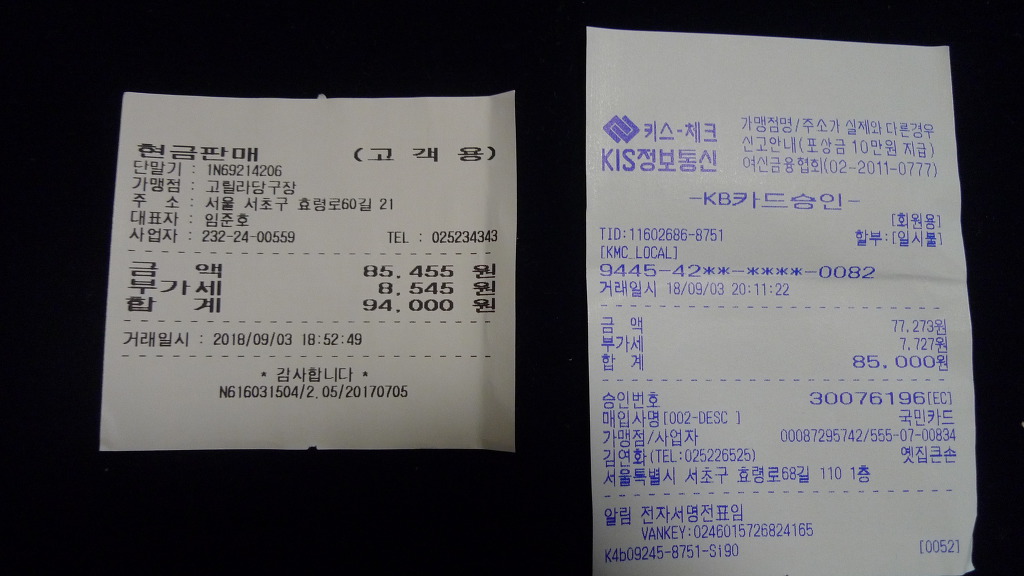 현금판매 (고 객 용)
단말기 : 1N69214206
가맹점 : 고릴라당구장
주 소 : 서울 서초구 효령로60길 21
대표자 : 임준호
사업자 : 232-24-00559 TEL : 025234343
금 액 85,455 원
부가세 8,545 원
합 계 94,000 원
거래일시 : 2018/09/03 18:52:49
* 감사합니다 *
N616031504/2.05/20170705
키스-체크
KIS정보통신
가맹점명/주소가 실제와 다른경우
신고안내(포상금 10만원 지급)
여신금융협회(02-2011-0777)
-KB카드승인-
[회원용]
TID:11602686-8751 할부:[일시불]
[KMC_LOCAL]
9445-42**-****-0082
거래일시 18/09/03 20:11:22
금 액 77,273원
부가세 7,727원
합 계 85,000원
승인번호 30076196[EC]
매입사명[002-DESC ] 국민카드
가맹점/사업자 00087295742/555-07-00834
김연화(TEL:025226525) 옛집큰손
서울특별시 서초구 효령로68길 110 1층
알림 전자서명전표임
VANKEY:0246015726824165
K4b09245-8751-Si90 [0052]